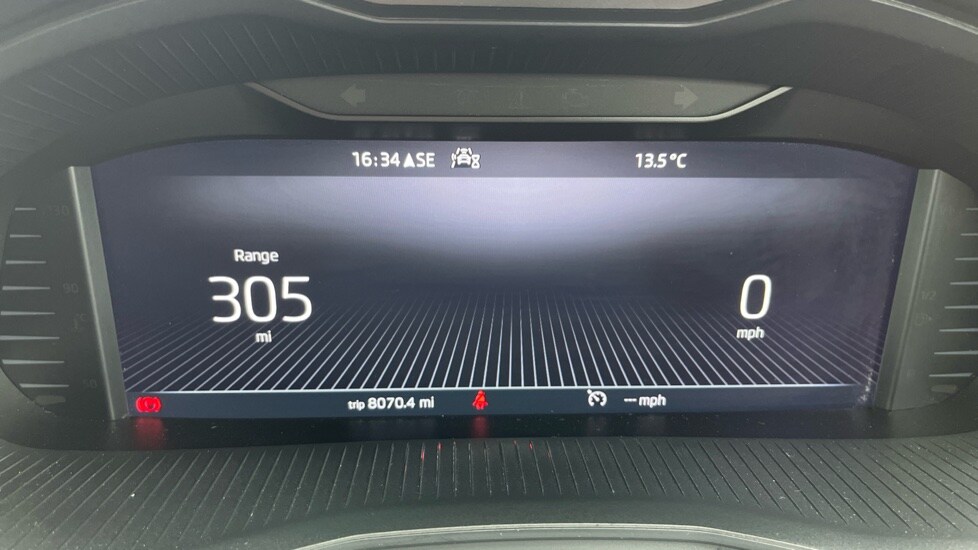 16:34 ▲SE 13.5°C
Range
305
mi
0
mph
trip 8070.4 mi --- mph